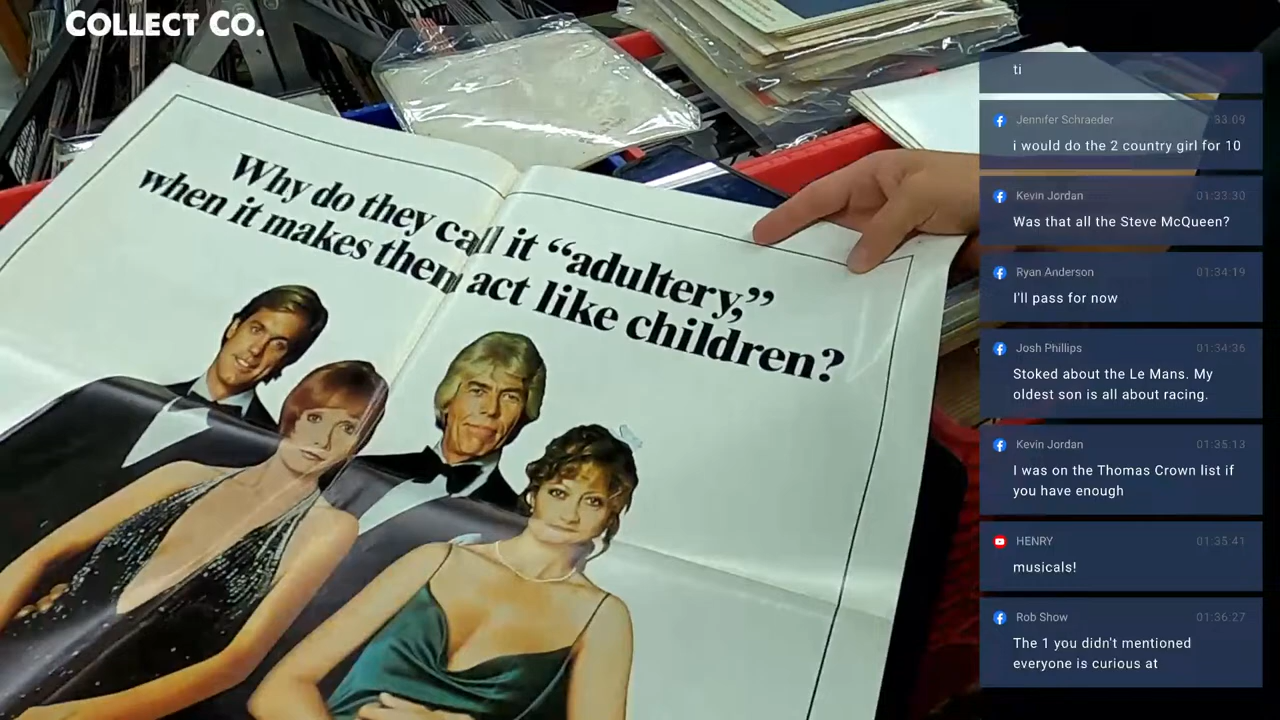 COLLECT CO.
Why do they call it “adultery,”
when it makes them act like children?
ti
Jennifer Schraeder
33:09
i would do the 2 country girl for 10
Kevin Jordan 01:33:30
Was that all the Steve McQueen?
Ryan Anderson 01:34:19
I'll pass for now
Josh Phillips 01:34:36
Stoked about the Le Mans. My
oldest son is all about racing.
Kevin Jordan 01:35:13
I was on the Thomas Crown list if
you have enough
HENRY 01:35:41
musicals!
Rob Show 01:36:27
The 1 you didn't mentioned
everyone is curious at